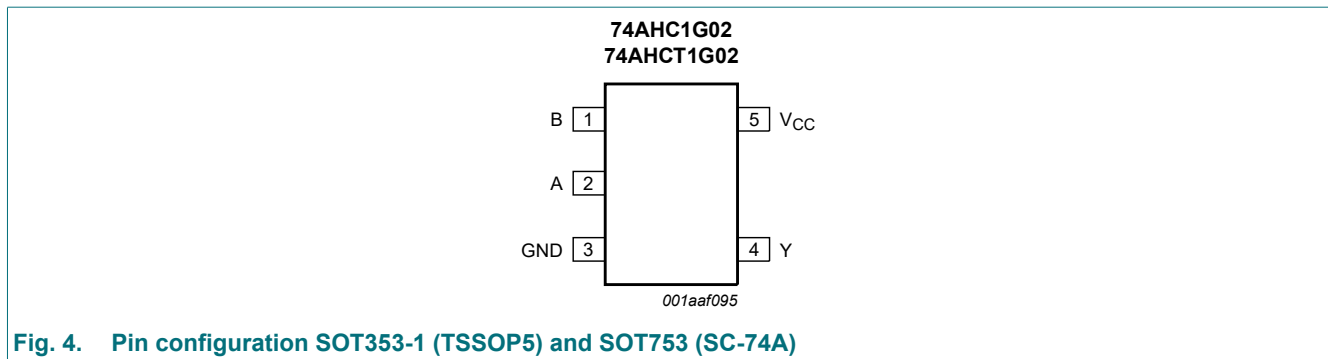 74AHC1G02
74AHCT1G02
B 1
5 VCC
A 2
GND 3
4 Y
001aaf095
Fig. 4. Pin configuration SOT353-1 (TSSOP5) and SOT753 (SC-74A)